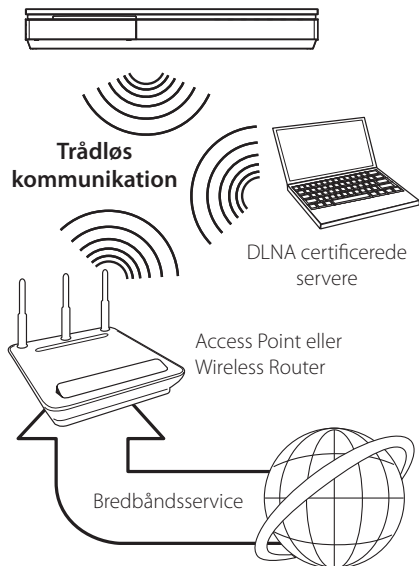 Trådløs
kommunikation
DLNA certificerede
servere
Access Point eller
Wireless Router
Bredbåndsservice